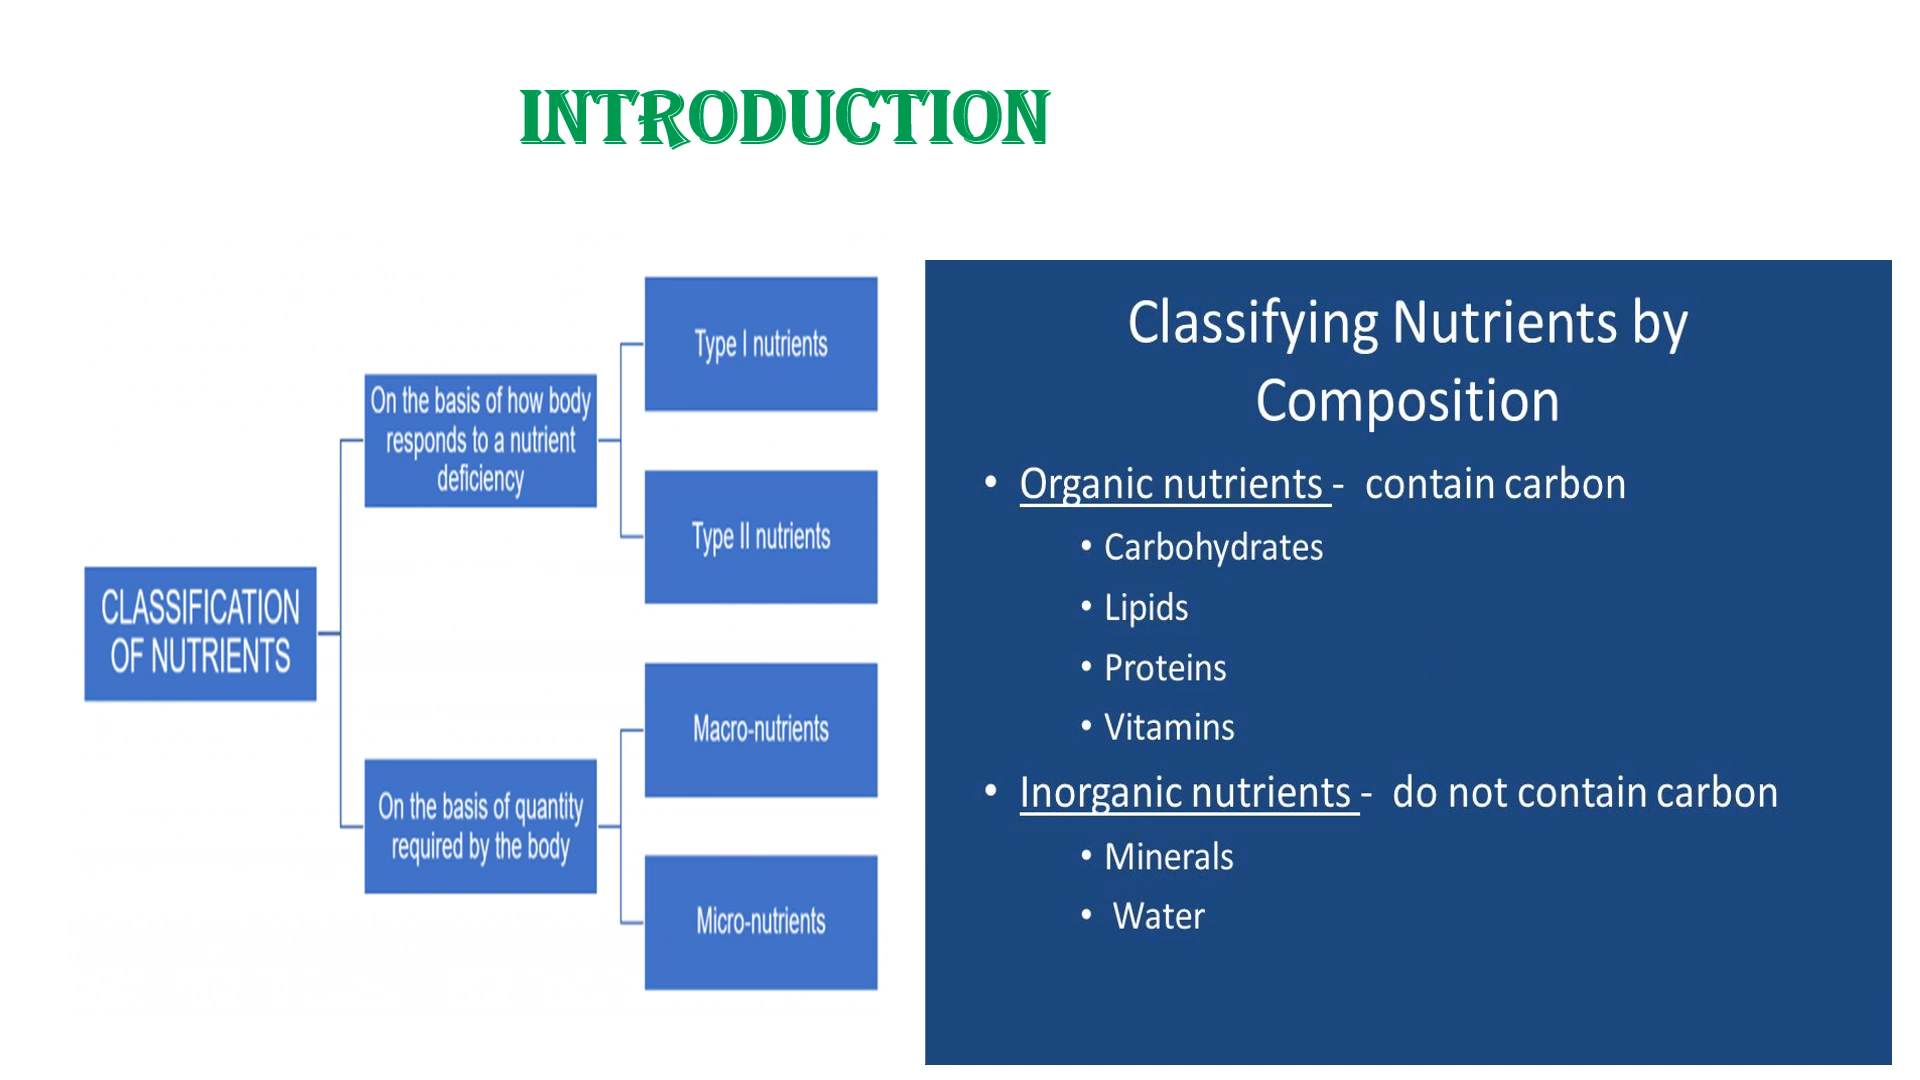 INTRODUCTION
CLASSIFICATION
OF NUTRIENTS
On the basis of how body
responds to a nutrient
deficiency
Type I nutrients
Type II nutrients
On the basis of quantity
required by the body
Macro-nutrients
Micro-nutrients
Classifying Nutrients by
Composition
• Organic nutrients - contain carbon
• Carbohydrates
• Lipids
• Proteins
• Vitamins
• Inorganic nutrients - do not contain carbon
• Minerals
• Water